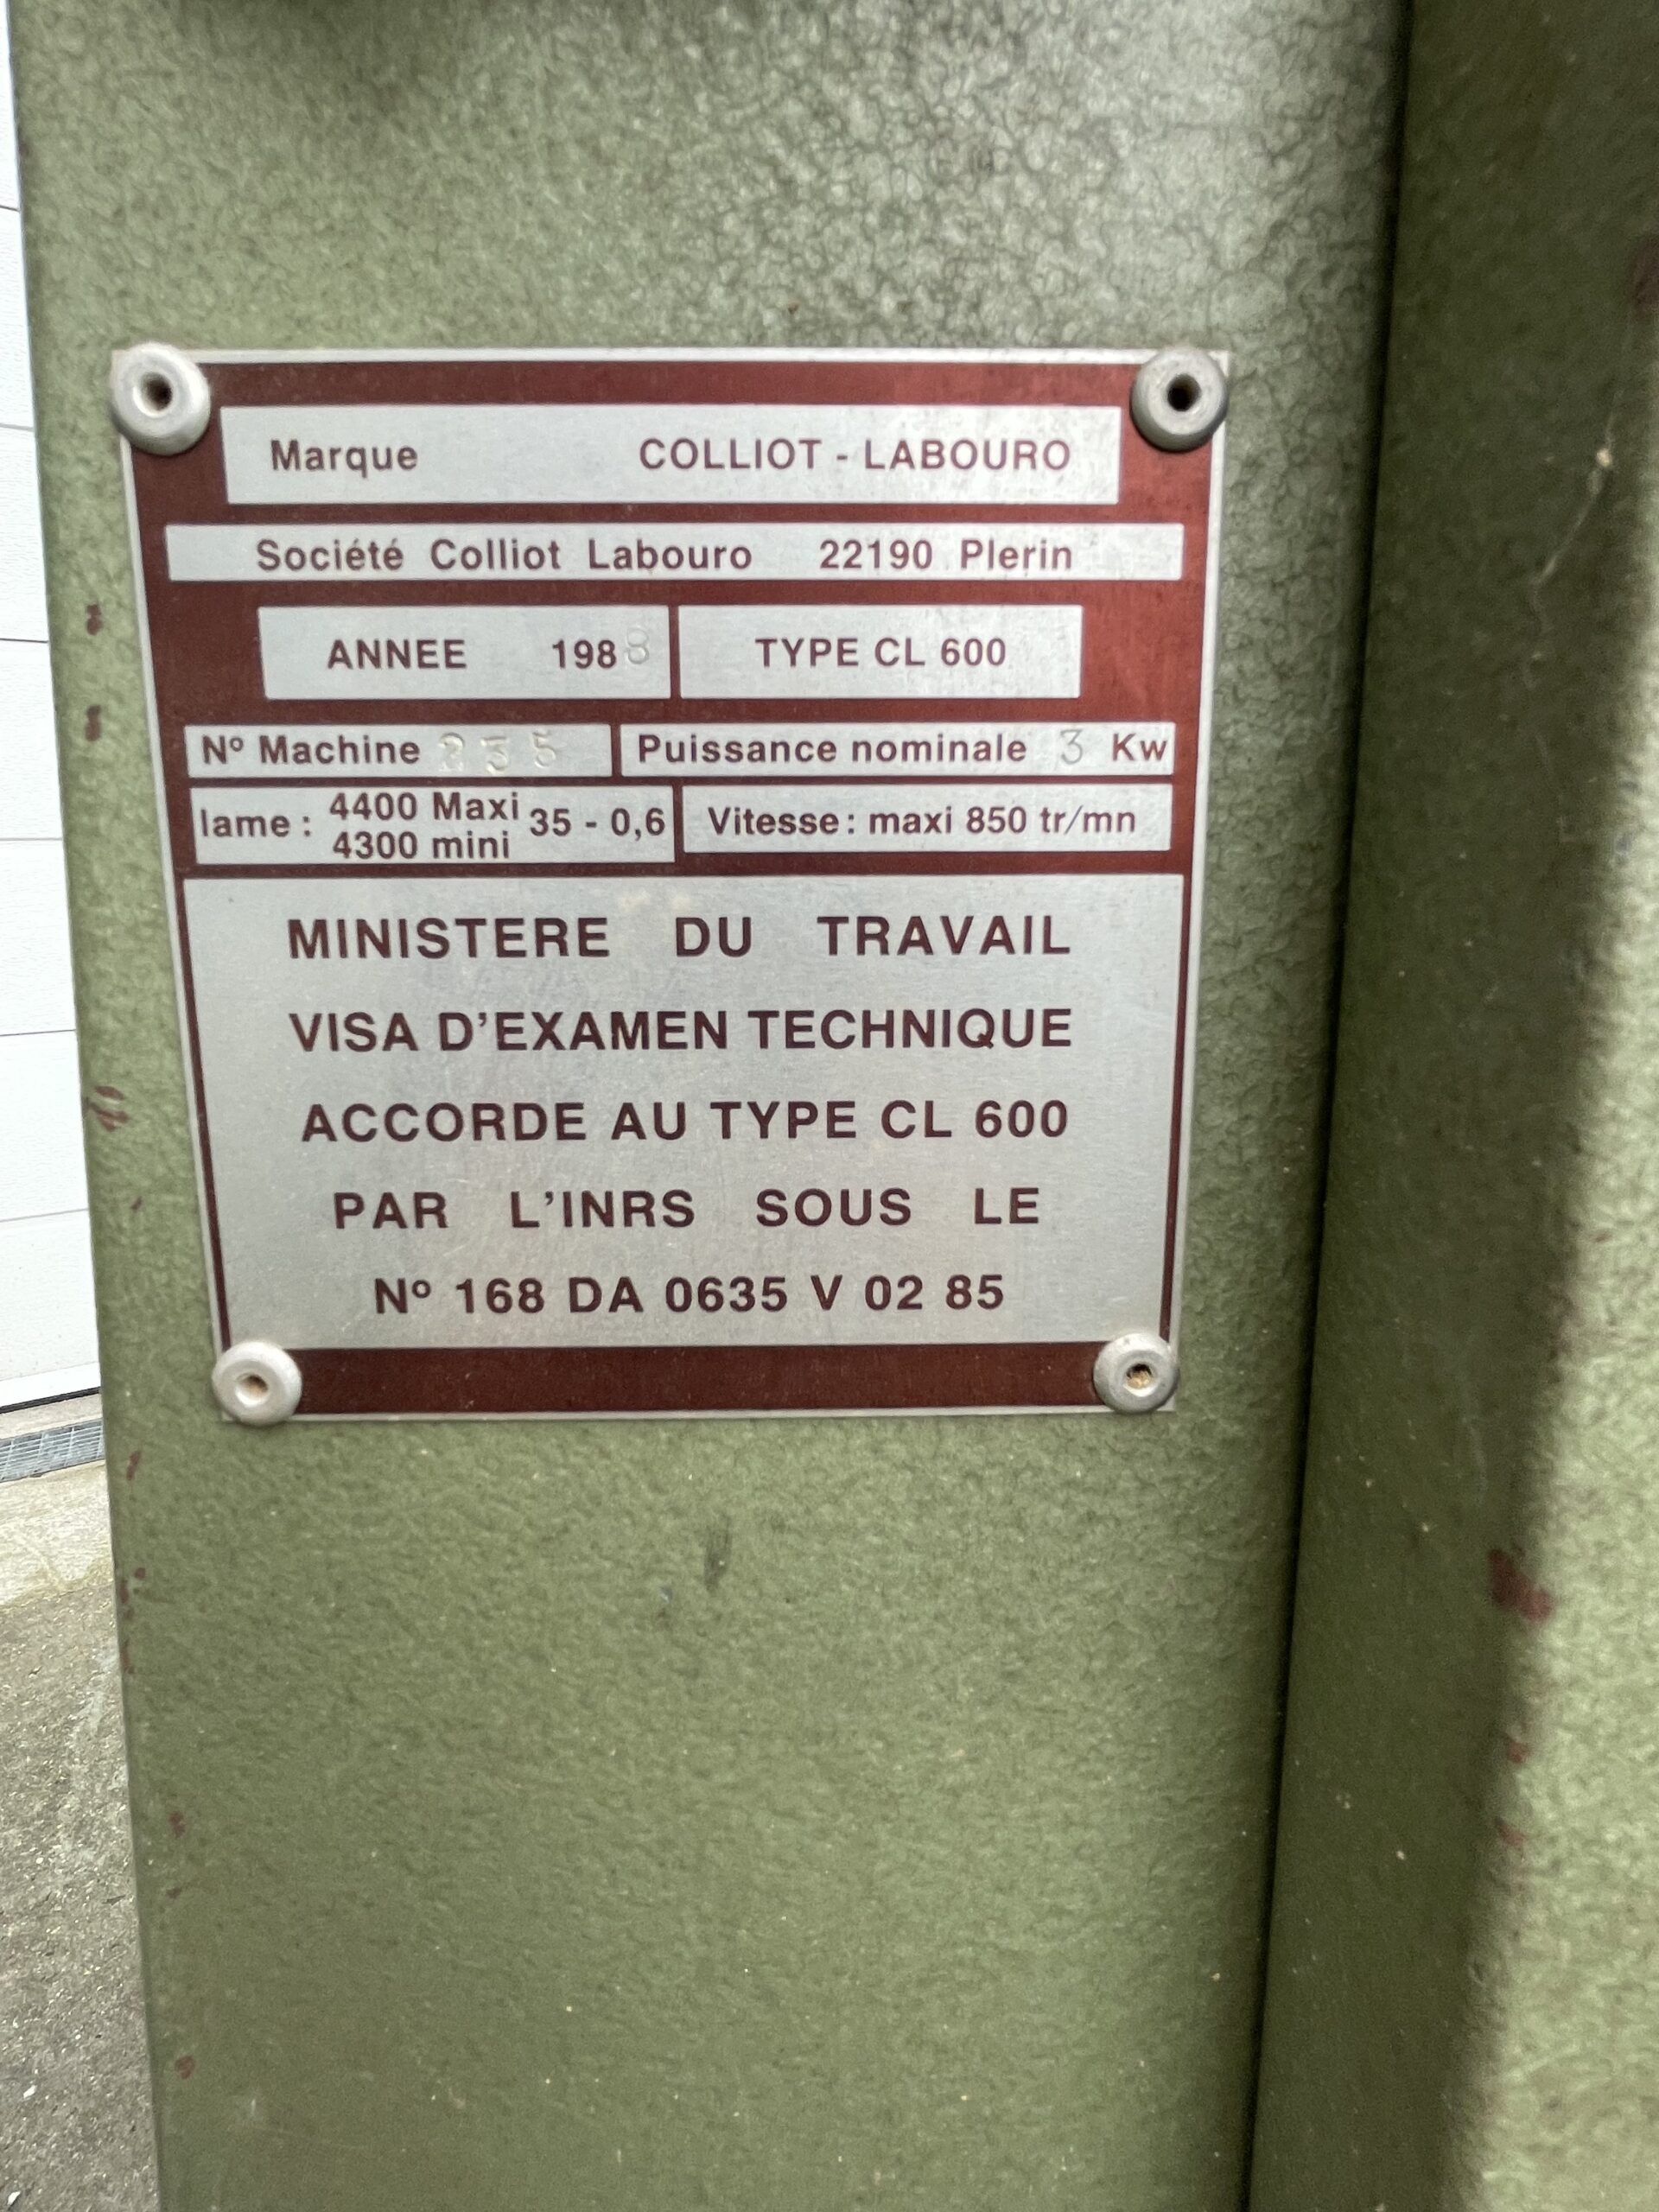 Marque COLLIOT - LABOURO
Société Colliot Labouro 22190 Plerin
ANNEE 1988 TYPE CL 600
Nº Machine Puissance nominale 3 Kw
lame : 4400 Maxi 35 - 0,6 Vitesse : maxi 850 tr/mn
4300 mini
MINISTERE DU TRAVAIL
VISA D'EXAMEN TECHNIQUE
ACCORDE AU TYPE CL 600
PAR L'INRS SOUS LE
Nº 168 DA 0635 V 02 85